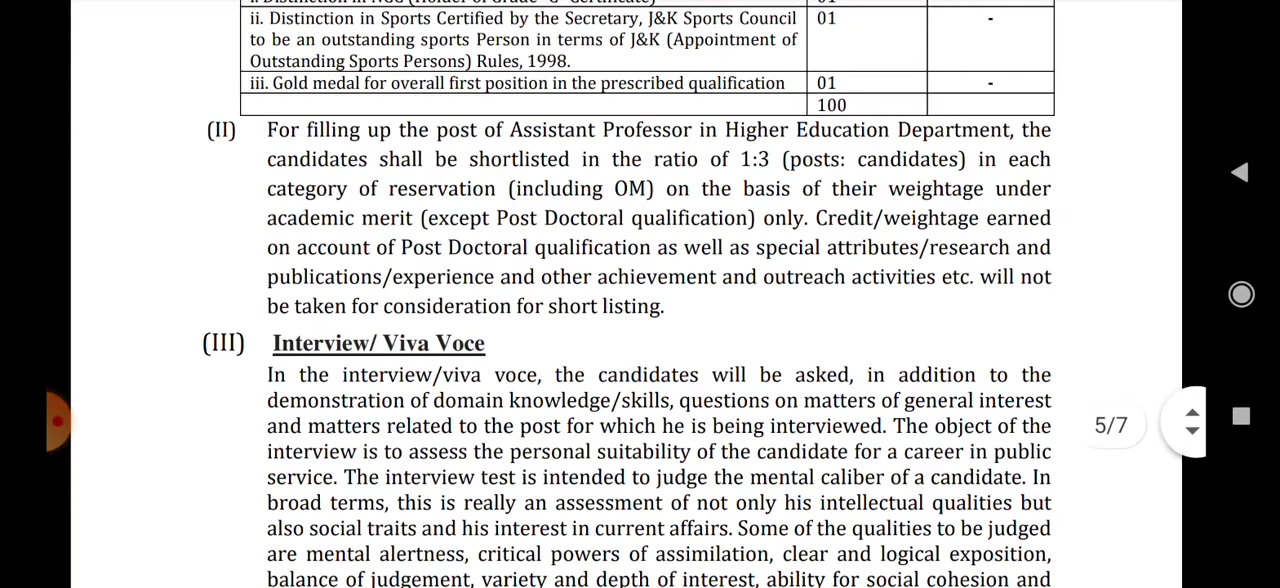 i. Distinction in NCC (Holder of Grade "C" Certificate) 01
ii. Distinction in Sports Certified by the Secretary, J&K Sports Council 01 -
to be an outstanding sports Person in terms of J&K (Appointment of
Outstanding Sports Persons) Rules, 1998.
iii. Gold medal for overall first position in the prescribed qualification 01 -
100
(II) For filling up the post of Assistant Professor in Higher Education Department, the
candidates shall be shortlisted in the ratio of 1:3 (posts: candidates) in each
category of reservation (including OM) on the basis of their weightage under
academic merit (except Post Doctoral qualification) only. Credit/weightage earned
on account of Post Doctoral qualification as well as special attributes/research and
publications/experience and other achievement and outreach activities etc. will not
be taken for consideration for short listing.
(III) Interview/ Viva Voce
In the interview/viva voce, the candidates will be asked, in addition to the
demonstration of domain knowledge/skills, questions on matters of general interest
and matters related to the post for which he is being interviewed. The object of the
interview is to assess the personal suitability of the candidate for a career in public
service. The interview test is intended to judge the mental caliber of a candidate. In
broad terms, this is really an assessment of not only his intellectual qualities but
also social traits and his interest in current affairs. Some of the qualities to be judged
are mental alertness, critical powers of assimilation, clear and logical exposition,
balance of judgement, variety and depth of interest, ability for social cohesion and
5/7